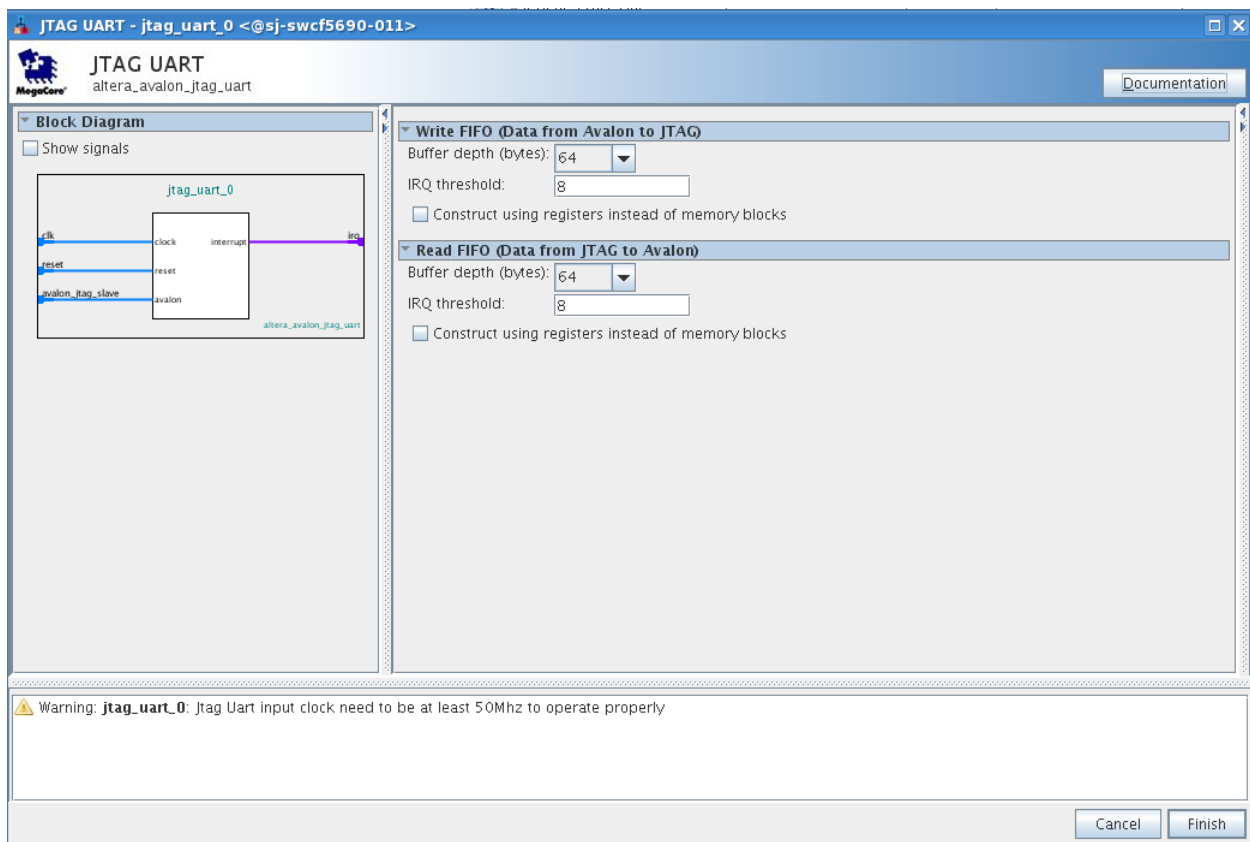 JTAG UART - jtag_uart_0 <@sj-swcf5690-011>
JTAG UART
altera_avalon_jtag_uart
MegaCore®
Documentation
Block Diagram
Show signals
jtag_uart_0
clk
clock
interrupt
irq
reset
reset
avalon_jtag_slave
avalon
altera_avalon_jtag_uart
Write FIFO (Data from Avalon to JTAG)
Buffer depth (bytes): 64
IRQ threshold: 8
Construct using registers instead of memory blocks
Read FIFO (Data from JTAG to Avalon)
Buffer depth (bytes): 64
IRQ threshold: 8
Construct using registers instead of memory blocks
Warning: jtag_uart_0: Jtag Uart input clock need to be at least 50Mhz to operate properly
Cancel
Finish